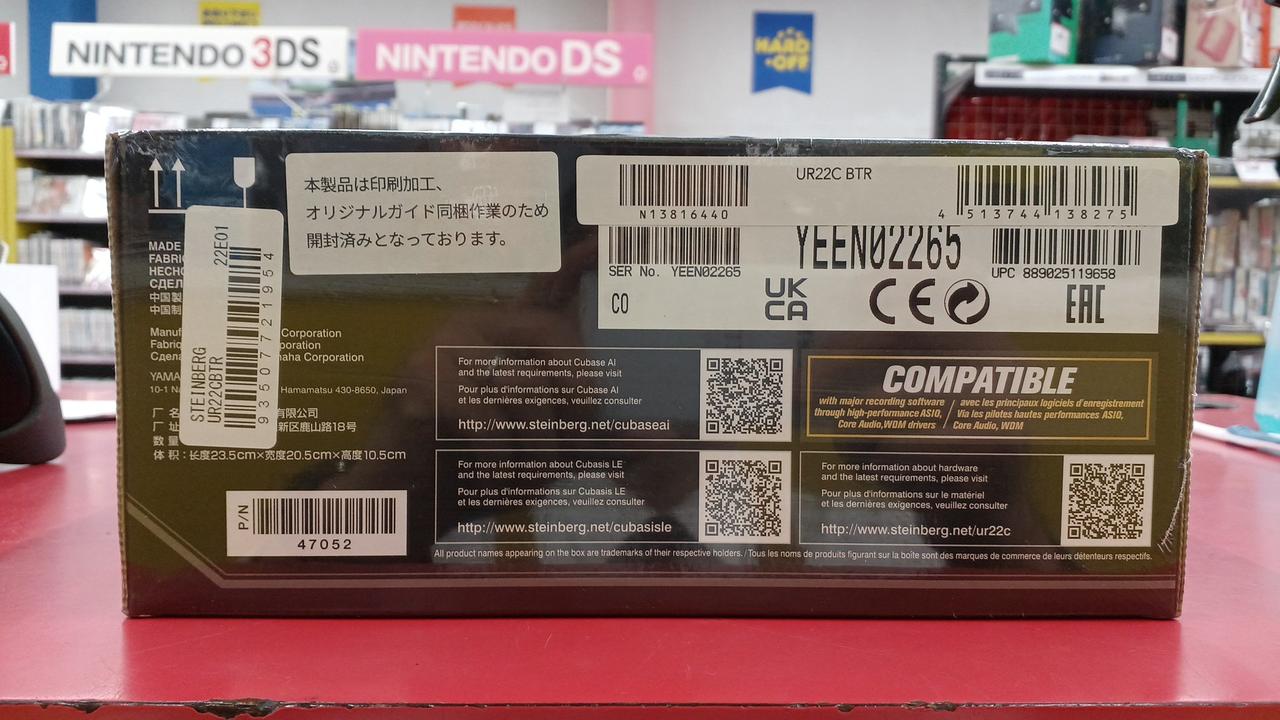 NINTENDO 3DS
NINTENDO DS
HARD
OFF
本製品は印刷加工、
オリジナルガイド同梱作業のため
開封済みとなっております。
UR22C BTR
N13816440
4 513744 138275
YEEN02265
SER No. YEEN02265
UPC 889025119658
CO
UK
CA
CE
EAC
22E01
STEINBERG
UR22CBTR
9350772721954
MADE
FABRI
HECHO
СДЕЛ
中国製
中国制
Manuf Corporation
Fabriq rporation
Сдела maha Corporation
YAMA
10-1 Na Hamamatsu 430-8650, Japan
厂 名 有限公司
厂 址 新区鹿山路18号
数 量
体 积：长度23.5cm×宽度20.5cm×高度10.5cm
P/N
47052
For more information about Cubase AI
and the latest requirements, please visit
Pour plus d'informations sur Cubase AI
et les dernières exigences, veuillez consulter
http://www.steinberg.net/cubaseai
COMPATIBLE
with major recording software
through high-performance ASIO,
Core Audio,WDM drivers
avec les principaux logiciels d'enregistrement
Via les pilotes hautes performances ASIO,
Core Audio, WDM
For more information about Cubasis LE
and the latest requirements, please visit
Pour plus d'informations sur Cubasis LE
et les dernières exigences, veuillez consulter
http://www.steinberg.net/cubasisle
For more information about hardware
and the latest requirements, please visit
Pour plus d'informations sur le matériel
et les dernières exigences, veuillez consulter
http://www.steinberg.net/ur22c
All product names appearing on the box are trademarks of their respective holders. / Tous les noms de produits figurant sur la boîte sont des marques de commerce de leurs détenteurs respectifs.